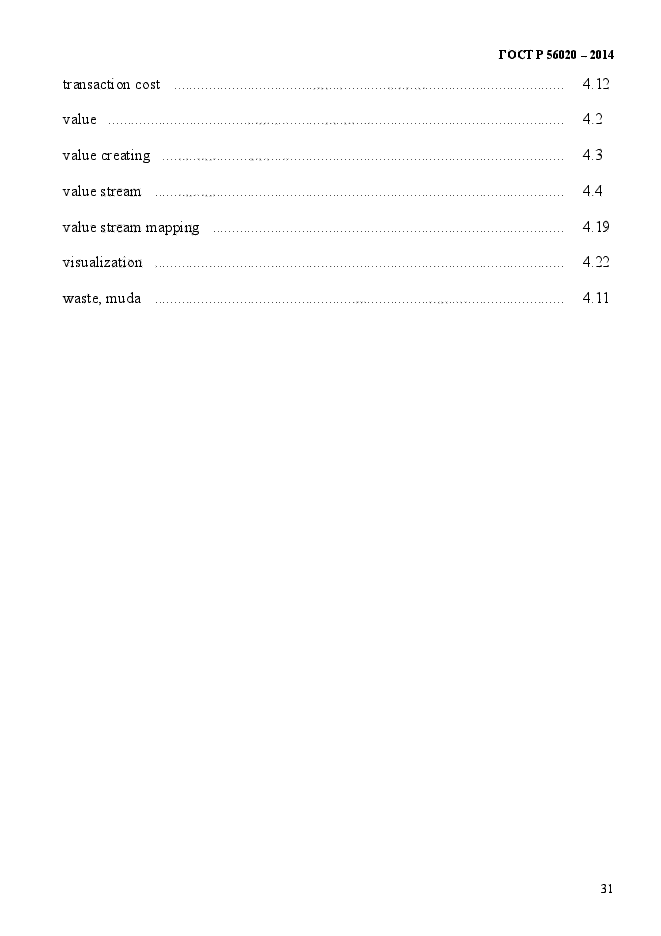 ГОСТ Р 56020 – 2014
transaction cost ........................................................ 4.12
value ........................................................ 4.2
value creating ........................................................ 4.3
value stream ........................................................ 4.4
value stream mapping ........................................................ 4.19
visualization ........................................................ 4.22
waste, muda ........................................................ 4.11
31